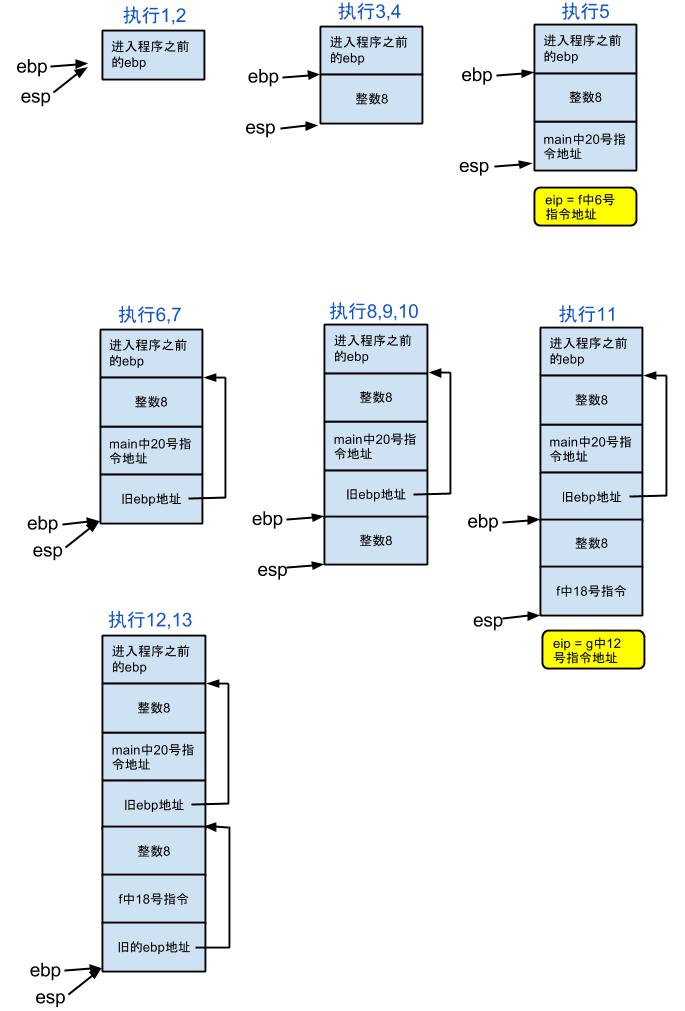 执行1,2
进入程序之前
的ebp
ebp
esp
执行3,4
进入程序之前
的ebp
整数8
ebp
esp
执行5
进入程序之前
的ebp
整数8
main中20号指
令地址
ebp
esp
eip = f中6号
指令地址
执行6,7
进入程序之前
的ebp
整数8
main中20号指
令地址
旧ebp地址
ebp
esp
执行8,9,10
进入程序之前
的ebp
整数8
main中20号指
令地址
旧ebp地址
ebp
整数8
esp
执行11
进入程序之前
的ebp
整数8
main中20号指
令地址
旧ebp地址
ebp
整数8
f中18号指令
esp
eip = g中12
号指令地址
执行12,13
进入程序之前
的ebp
整数8
main中20号指
令地址
旧ebp地址
整数8
f中18号指令
旧的ebp地址
ebp
esp